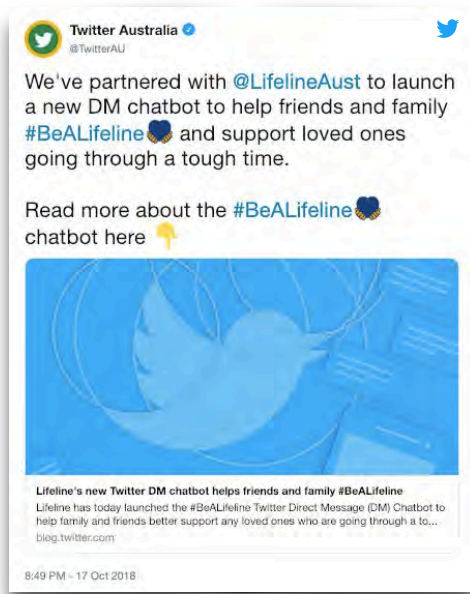 Twitter Australia
@TwitterAU
We've partnered with @LifelineAust to launch
a new DM chatbot to help friends and family
#BeALifeline and support loved ones
going through a tough time.
Read more about the #BeALifeline
chatbot here 👇
Lifeline's new Twitter DM chatbot helps friends and family #BeALifeline
Lifeline has today launched the #BeALifeline Twitter Direct Message (DM) Chatbot to
help family and friends better support any loved ones who are going through a to...
blog.twitter.com
8:49 PM - 17 Oct 2018